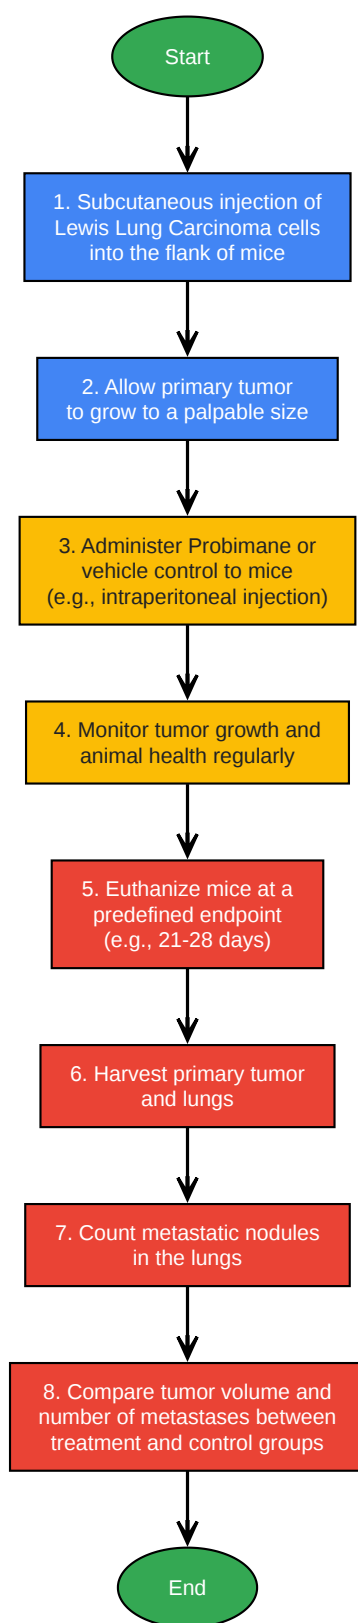 Start
1. Subcutaneous injection of
Lewis Lung Carcinoma cells
into the flank of mice
2. Allow primary tumor
to grow to a palpable size
3. Administer Probimane or
vehicle control to mice
(e.g., intraperitoneal injection)
4. Monitor tumor growth and
animal health regularly
5. Euthanize mice at a
predefined endpoint
(e.g., 21-28 days)
6. Harvest primary tumor
and lungs
7. Count metastatic nodules
in the lungs
8. Compare tumor volume and
number of metastases between
treatment and control groups
End